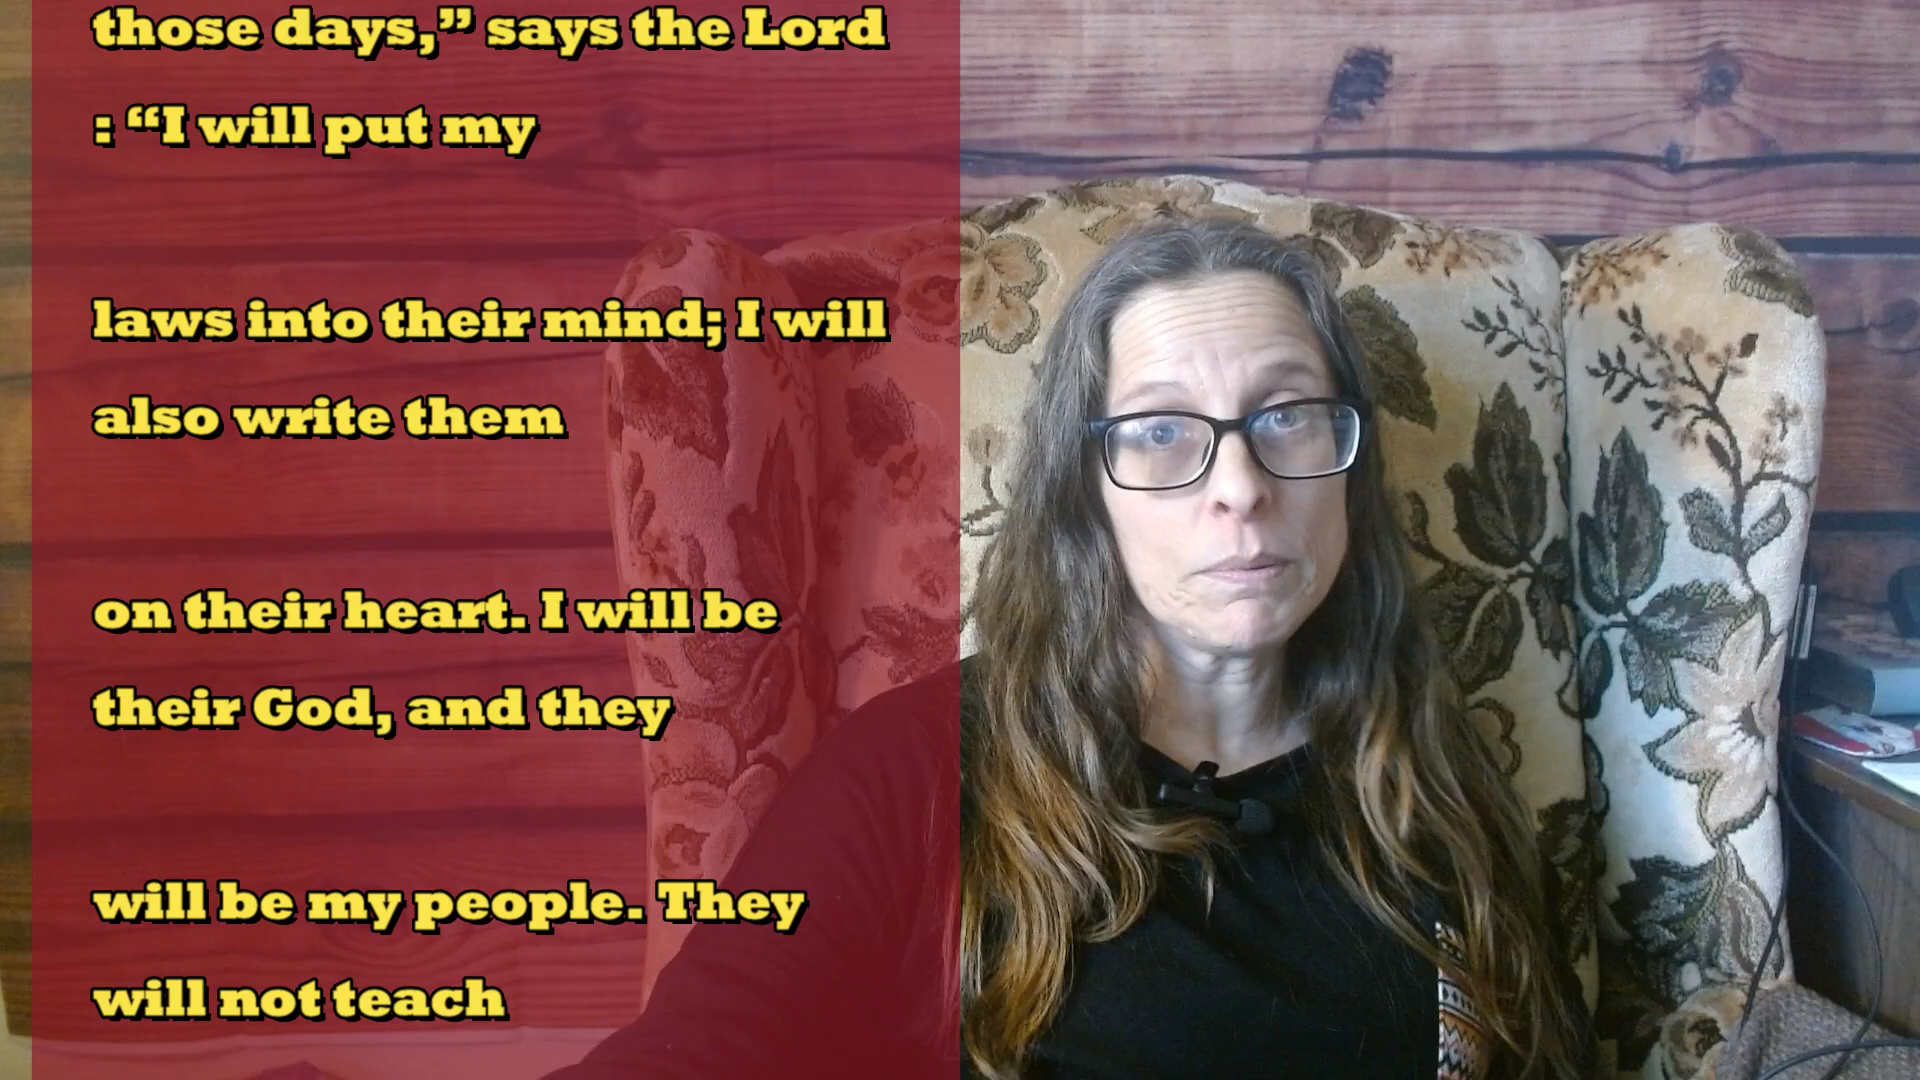 those days,” says the Lord
: “I will put my
laws into their mind; I will
also write them
on their heart. I will be
their God, and they
will be my people. They
will not teach